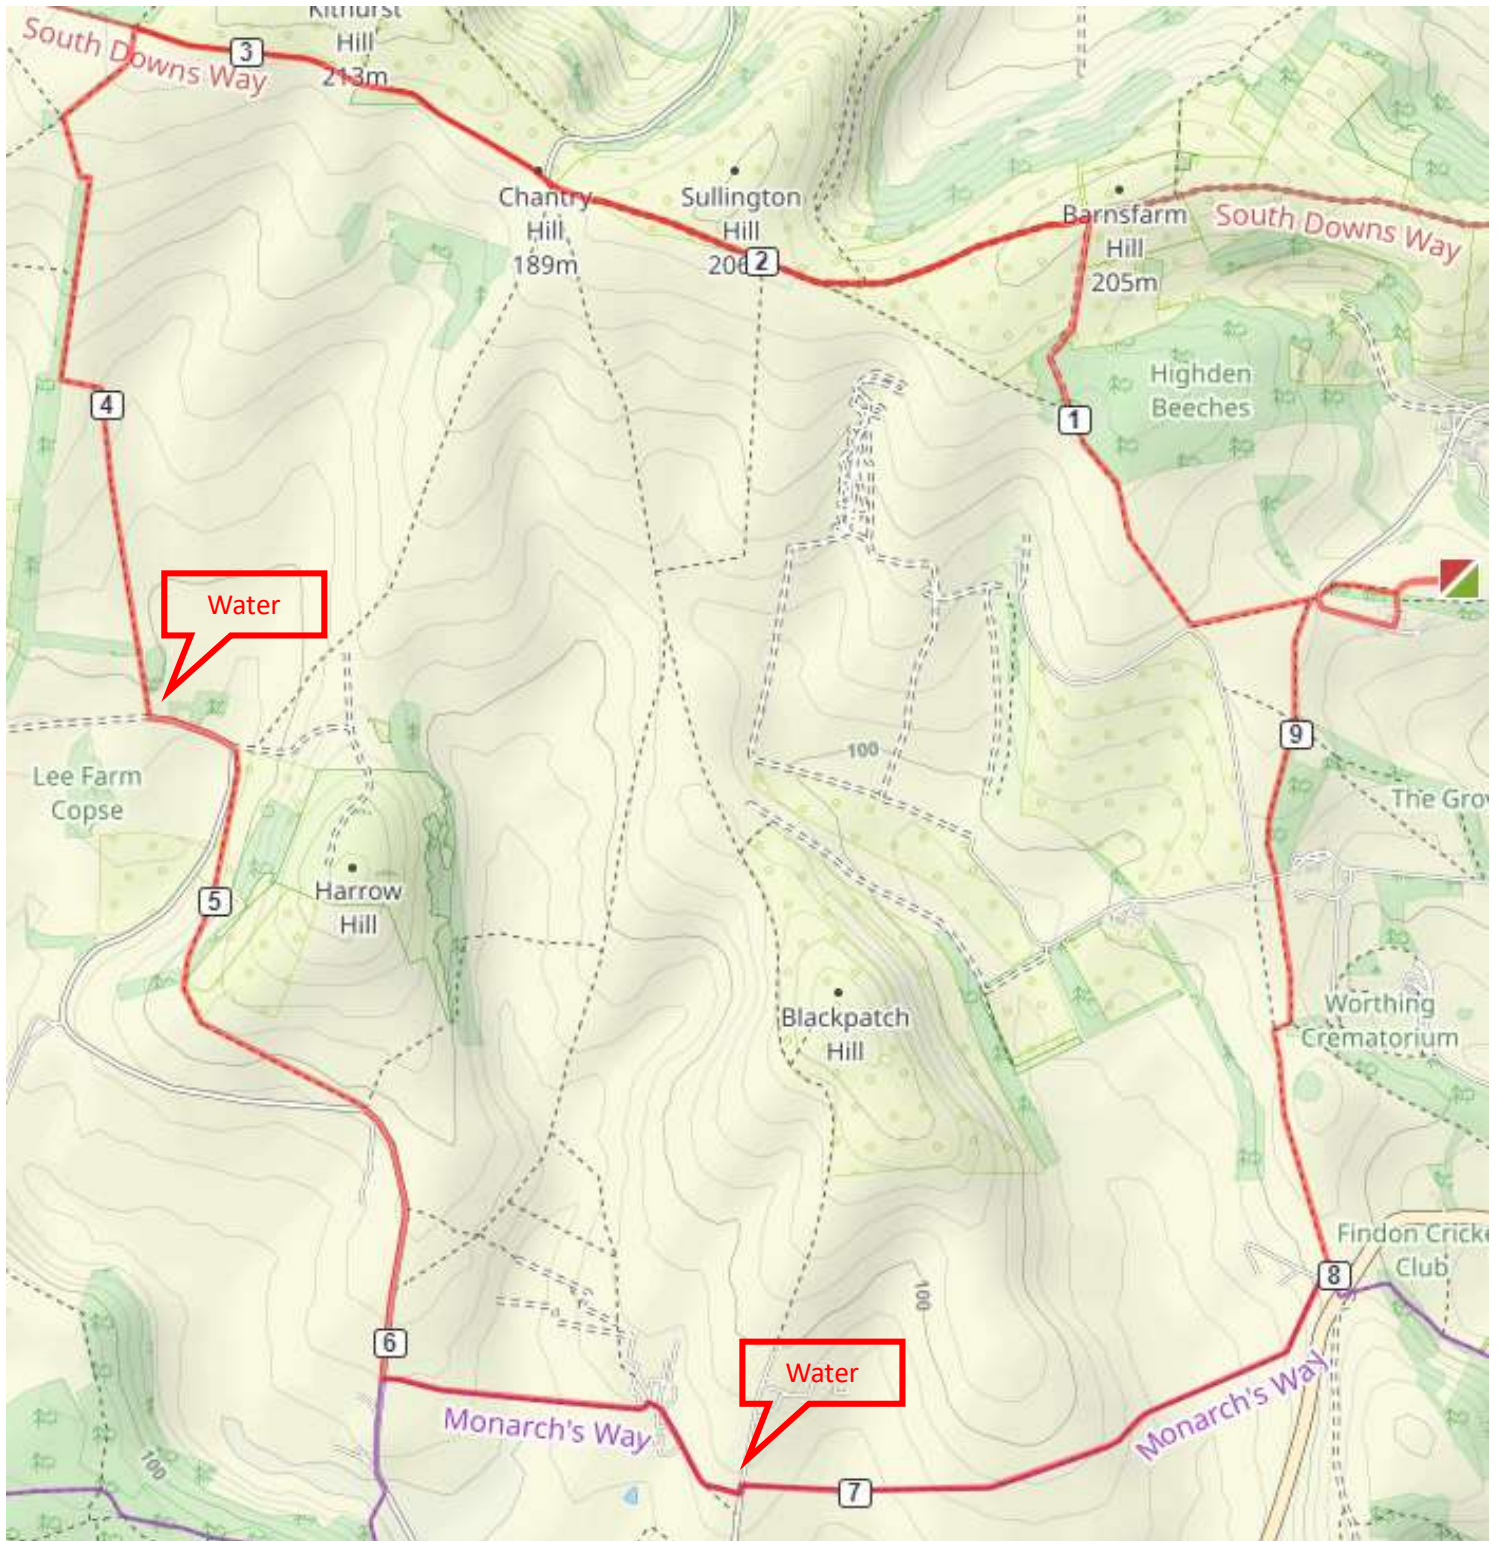 Kithurst
Hill
213m
South Downs Way
3
Chantry
Hill
189m
Sullington
Hill
2
Barnsfarm
Hill
205m
South Downs Way
Highden
Beeches
4
1
Water
9
100
Lee Farm
Copse
Harrow
Hill
5
Blackpatch
Hill
Worthing
Crematorium
Findon
Club
8
100
6
Water
Monarch's Way
Monarch's Way
7
100